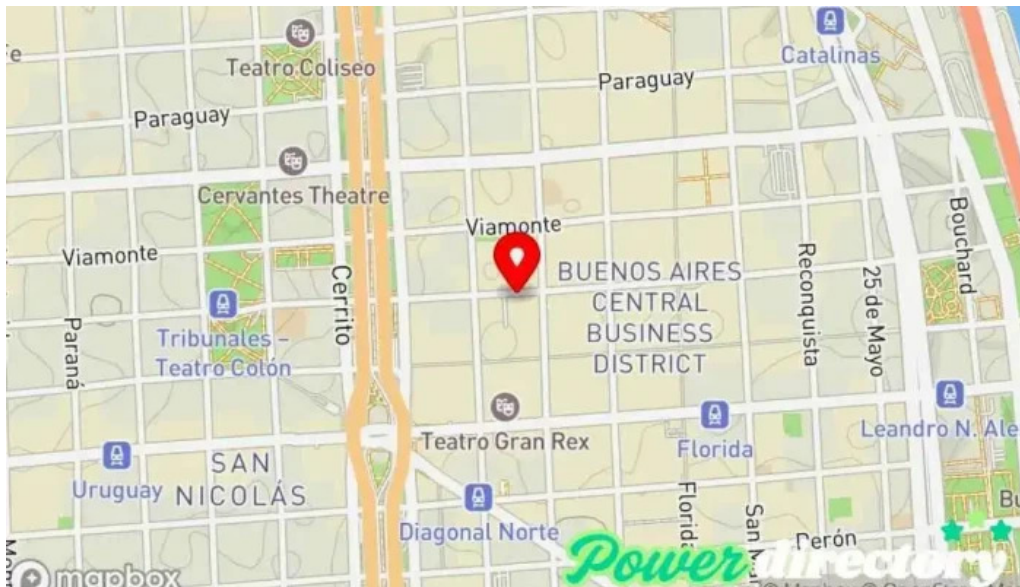 Teatro Coliseo
Catalinas
Paraguay
Paraguay
Cervantes Theatre
Viamonte
Viamonte
Bouchard
Reconquista
25 de Mayo
Cerrito
BUENOS AIRES
CENTRAL
BUSINESS
DISTRICT
Paraná
Tribunales –
Teatro Colón
Teatro Gran Rex
Florida
Leandro N. Ale
SAN
NICOLÁS
Uruguay
Diagonal Norte
Florida
San
Perón
Power directory
mapbox